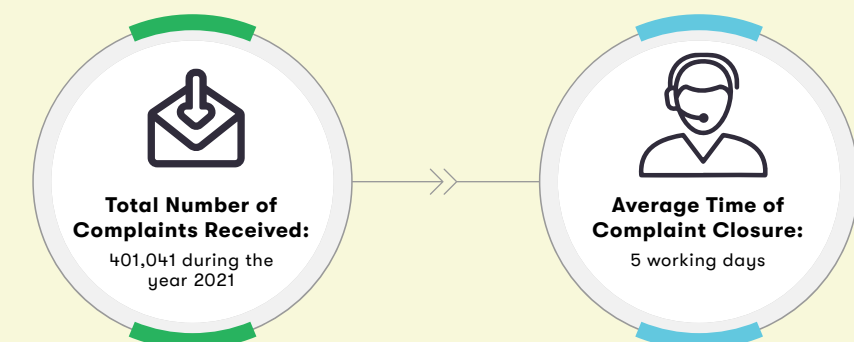 Total Number of
Complaints Received:
401,041 during the
year 2021
Average Time of
Complaint Closure:
5 working days